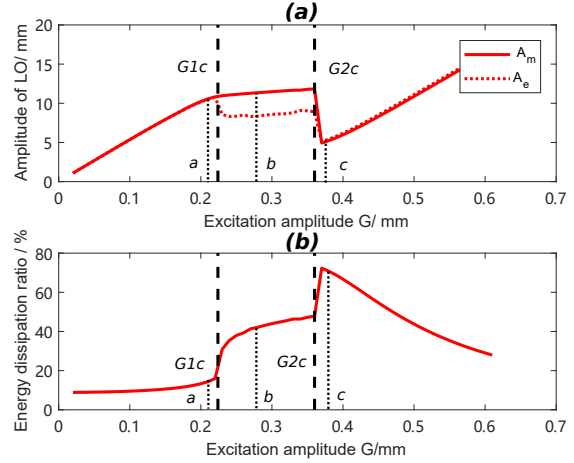 (a)
Amplitude of LO/ mm
20
15
10
5
0
G1c
G2c
a
b
c
A_m
A_e
0
0.1
0.2
0.3
0.4
0.5
0.6
0.7
Excitation amplitude G/ mm
(b)
Energy dissipation ratio / %
80
60
40
20
0
G1c
G2c
a
b
c
0
0.1
0.2
0.3
0.4
0.5
0.6
0.7
Excitation amplitude G/mm